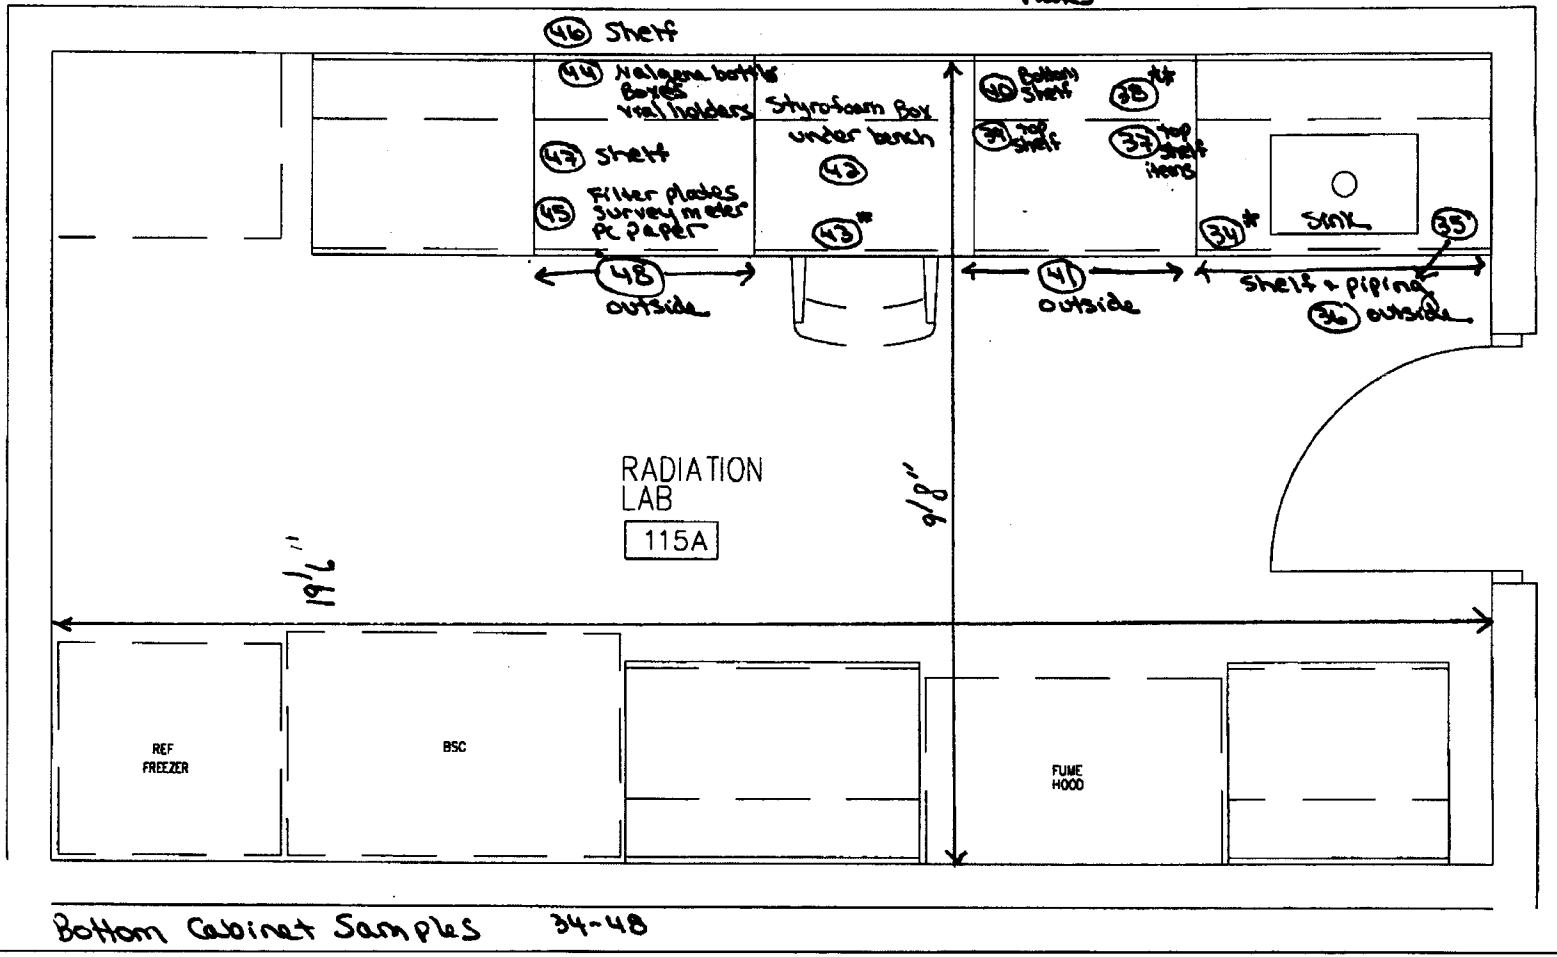 46 Shelf
44 Nalgene bottle
Boxes
vial holders
Styrofoam Box
under bench
42
43*
47 Shelf
45 Filter plates
survey meter
PC paper
48
outside
40 Bottom
shelf
38**
39 top
shelf
37 top
shelf
items
41
outside
Sink
34*
35
shelf + piping
36 outside
RADIATION
LAB
115A
9'8"
19'6"
REF
FREEZER
BSC
FUME
HOOD
Bottom Cabinet Samples 34-48